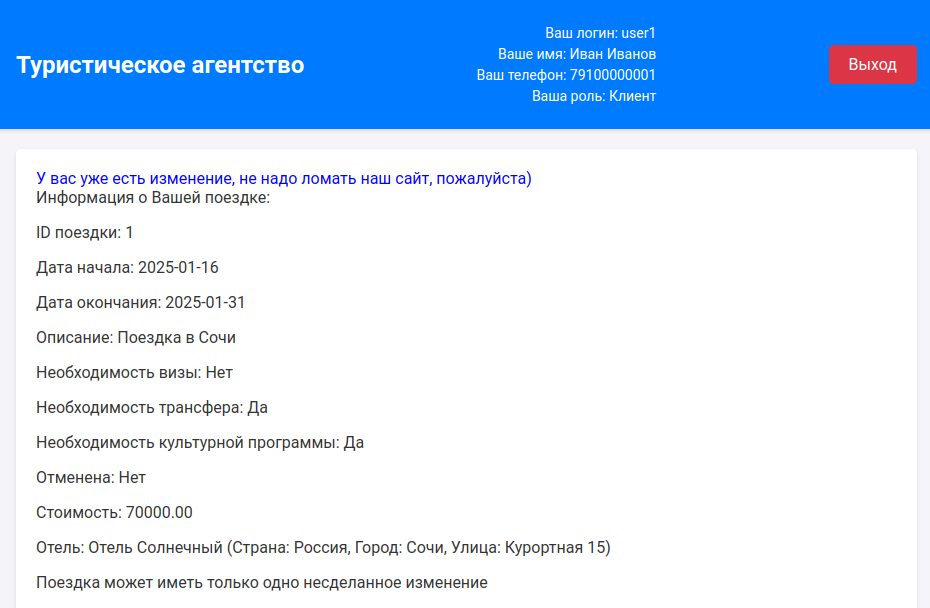 Туристическое агентство
Ваш логин: user1
Ваше имя: Иван Иванов
Ваш телефон: 79100000001
Ваша роль: Клиент
Выход
У вас уже есть изменение, не надо ломать наш сайт, пожалуйста)
Информация о Вашей поездке:
ID поездки: 1
Дата начала: 2025-01-16
Дата окончания: 2025-01-31
Описание: Поездка в Сочи
Необходимость визы: Нет
Необходимость трансфера: Да
Необходимость культурной программы: Да
Отменена: Нет
Стоимость: 70000.00
Отель: Отель Солнечный (Страна: Россия, Город: Сочи, Улица: Курортная 15)
Поездка может иметь только одно несделанное изменение